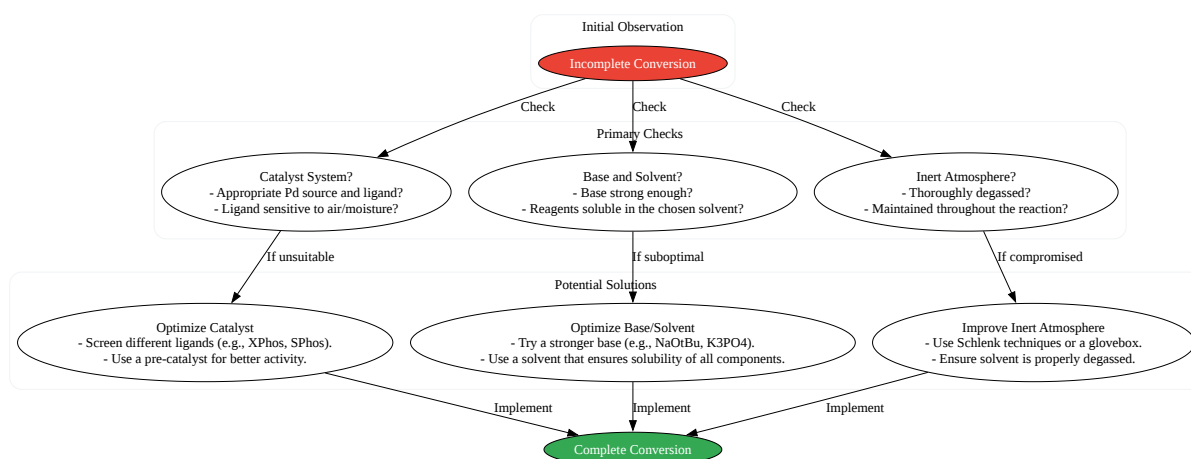 Initial Observation
Incomplete Conversion
Check
Check
Check
Primary Checks
Catalyst System?
- Appropriate Pd source and ligand?
- Ligand sensitive to air/moisture?
Base and Solvent?
- Base strong enough?
- Reagents soluble in the chosen solvent?
Inert Atmosphere?
- Thoroughly degassed?
- Maintained throughout the reaction?
If unsuitable
If suboptimal
If compromised
Potential Solutions
Optimize Catalyst
- Screen different ligands (e.g., XPhos, SPhos).
- Use a pre-catalyst for better activity.
Optimize Base/Solvent
- Try a stronger base (e.g., NaOtBu, K3PO4).
- Use a solvent that ensures solubility of all components.
Improve Inert Atmosphere
- Use Schlenk techniques or a glovebox.
- Ensure solvent is properly degassed.
Implement
Implement
Implement
Complete Conversion